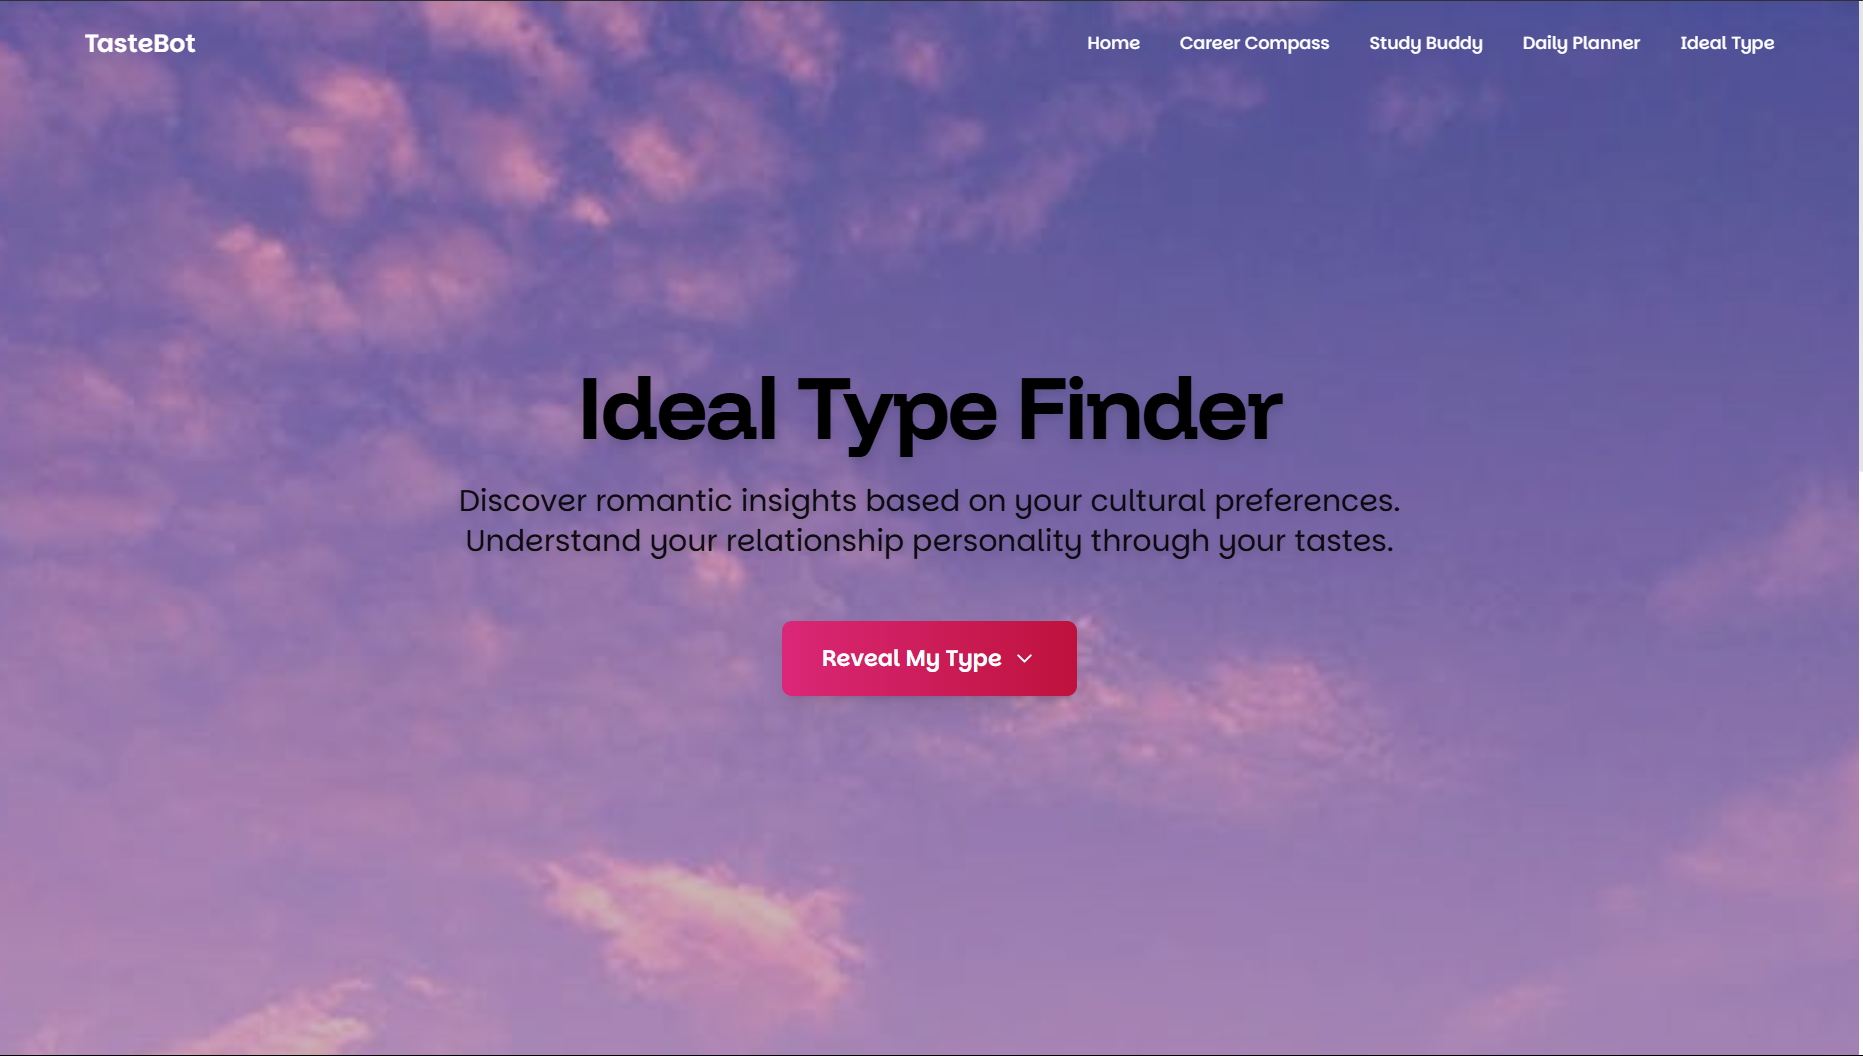 TasteBot
Home Career Compass Study Buddy Daily Planner Ideal Type
Ideal Type Finder
Discover romantic insights based on your cultural preferences.
Understand your relationship personality through your tastes.
Reveal My Type